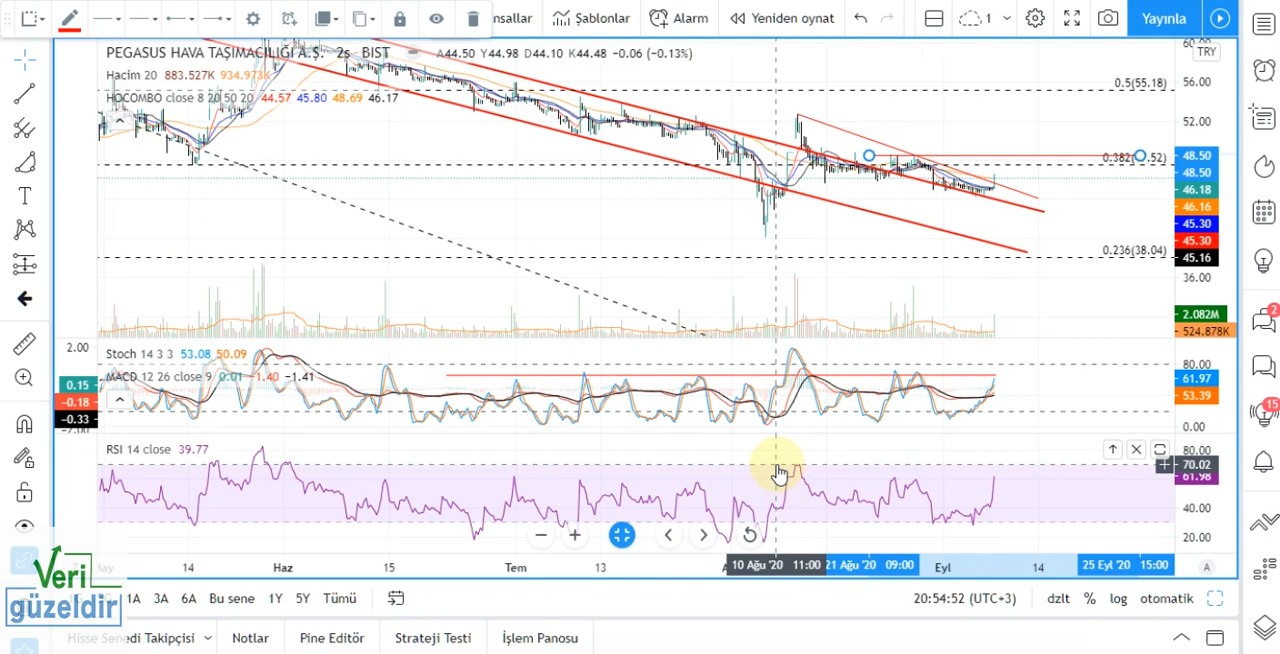 nsallar Şablonlar Alarm Yeniden oynat 1 Yayınla
PEGASUS HAVA TAŞIMACILIĞI A.Ş. 2s BIST A44.50 Y44.98 D44.10 K44.48 −0.06 (−0.13%)
Hacim 20 883.527K 934.973K
HOCOMBO close 8 20 50 20 44.57 45.80 48.69 46.17
60.00
TRY
0.5(55.18)
56.00
52.00
48.50
48.50
46.18
46.16
45.30
45.30
45.16
0.236(38.04)
36.00
2.082M
524.878K
2.00
Stoch 14 3 3 53.08 50.09
MACD 12 26 close 9 0.01 −1.40 −1.41
0.15
−0.18
−0.33
−2.00
80.00
61.97
53.39
0.00
RSI 14 close 39.77
80.00
70.02
61.98
40.00
20.00
14 Haz 15 Tem 13 10 Ağu '20 11:00 21 Ağu '20 09:00 Eyl 14 25 Eyl '20 15:00 A
Veri
güzeldir
1A 3A 6A Bu sene 1Y 5Y Tümü
20:54:52 (UTC+3) dzlt % log otomatik
Hisse Senedi Takipçisi Notlar Pine Editör Strateji Testi İşlem Panosu
2
15